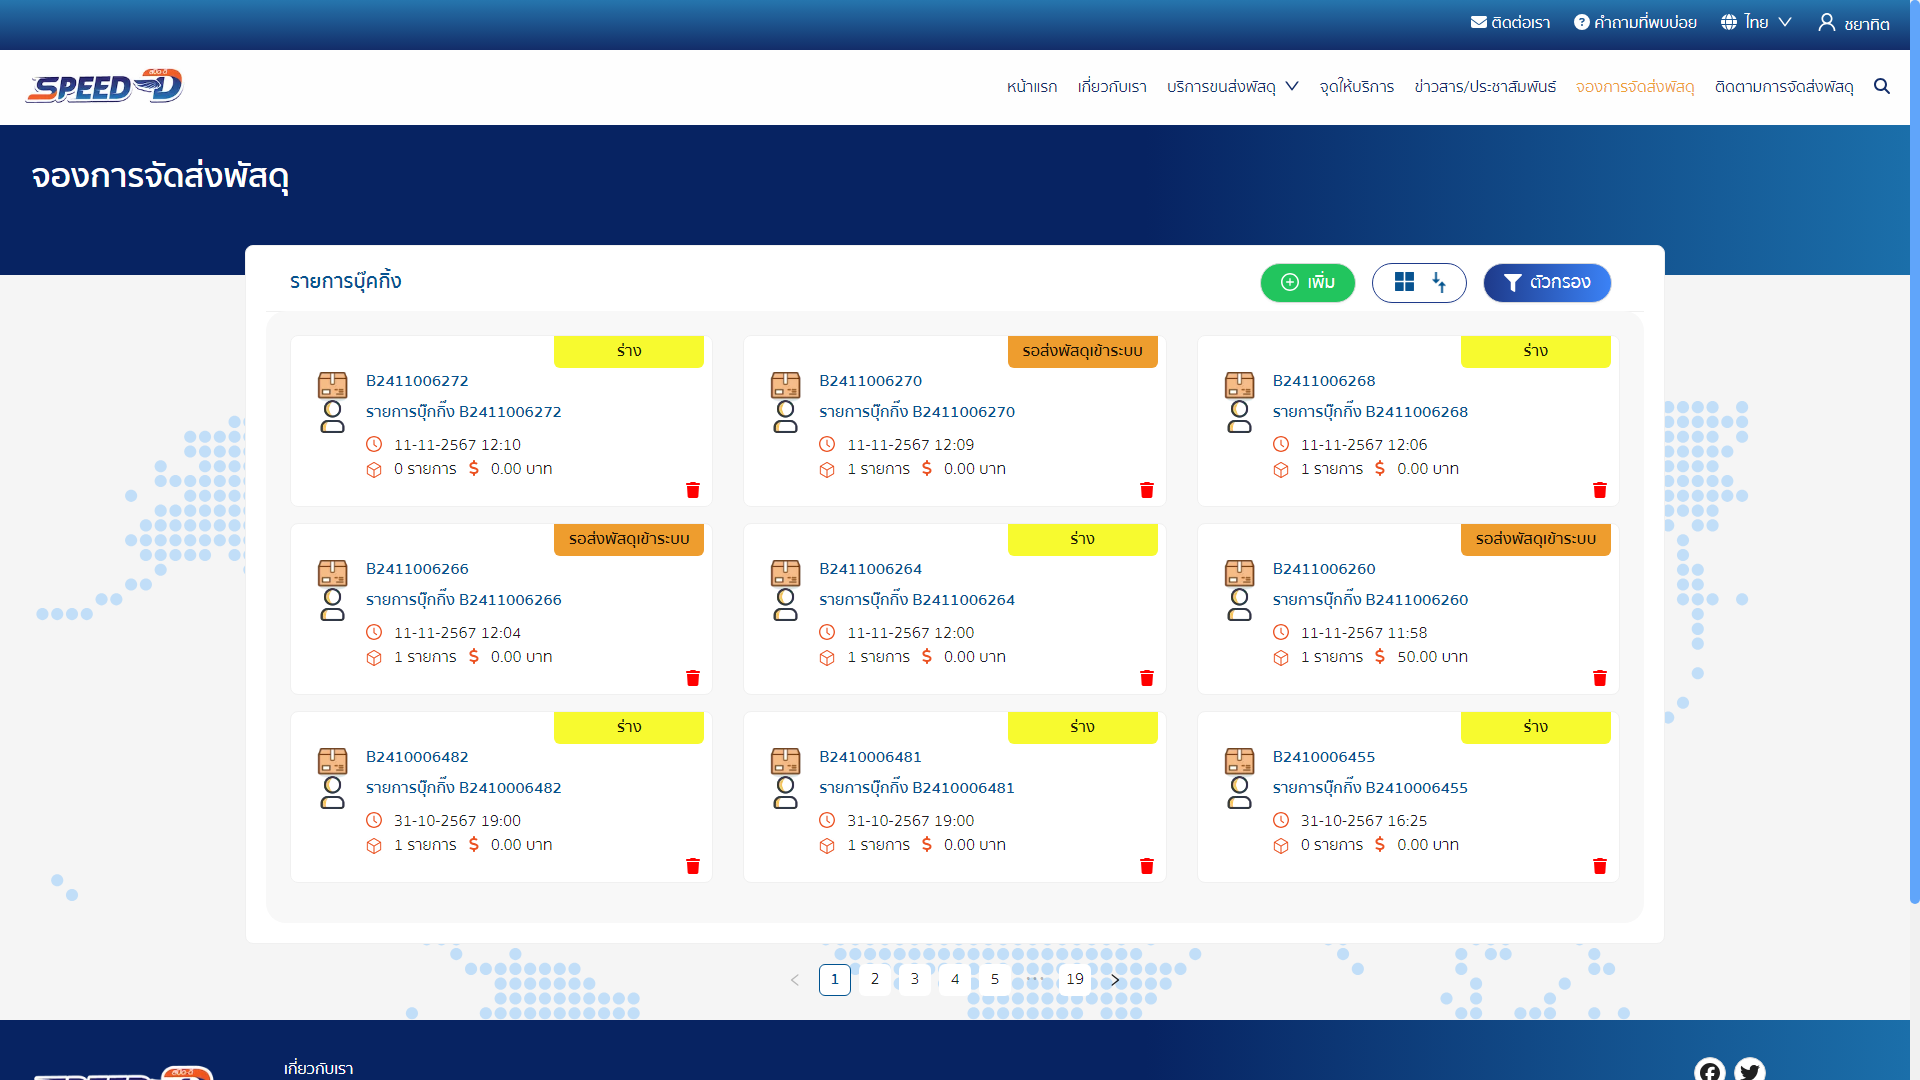 ติดต่อเรา คำถามที่พบบ่อย ไทย ชยาทิต
สปีด-ดี
SPEED-D
หน้าแรก เกี่ยวกับเรา บริการขนส่งพัสดุ จุดให้บริการ ข่าวสาร/ประชาสัมพันธ์ จองการจัดส่งพัสดุ ติดตามการจัดส่งพัสดุ
จองการจัดส่งพัสดุ
รายการบุ๊คกิ้ง
เพิ่ม ตัวกรอง
ร่าง
B2411006272
รายการบุ๊กกิ๊ง B2411006272
11-11-2567 12:10
0 รายการ $ 0.00 บาท
รอส่งพัสดุเข้าระบบ
B2411006270
รายการบุ๊กกิ๊ง B2411006270
11-11-2567 12:09
1 รายการ $ 0.00 บาท
ร่าง
B2411006268
รายการบุ๊กกิ๊ง B2411006268
11-11-2567 12:06
1 รายการ $ 0.00 บาท
รอส่งพัสดุเข้าระบบ
B2411006266
รายการบุ๊กกิ๊ง B2411006266
11-11-2567 12:04
1 รายการ $ 0.00 บาท
ร่าง
B2411006264
รายการบุ๊กกิ๊ง B2411006264
11-11-2567 12:00
1 รายการ $ 0.00 บาท
รอส่งพัสดุเข้าระบบ
B2411006260
รายการบุ๊กกิ๊ง B2411006260
11-11-2567 11:58
1 รายการ $ 50.00 บาท
ร่าง
B2410006482
รายการบุ๊กกิ๊ง B2410006482
31-10-2567 19:00
1 รายการ $ 0.00 บาท
ร่าง
B2410006481
รายการบุ๊กกิ๊ง B2410006481
31-10-2567 19:00
1 รายการ $ 0.00 บาท
ร่าง
B2410006455
รายการบุ๊กกิ๊ง B2410006455
31-10-2567 16:25
0 รายการ $ 0.00 บาท
1 2 3 4 5 ••• 19
สปีด-ดี
เกี่ยวกับเรา